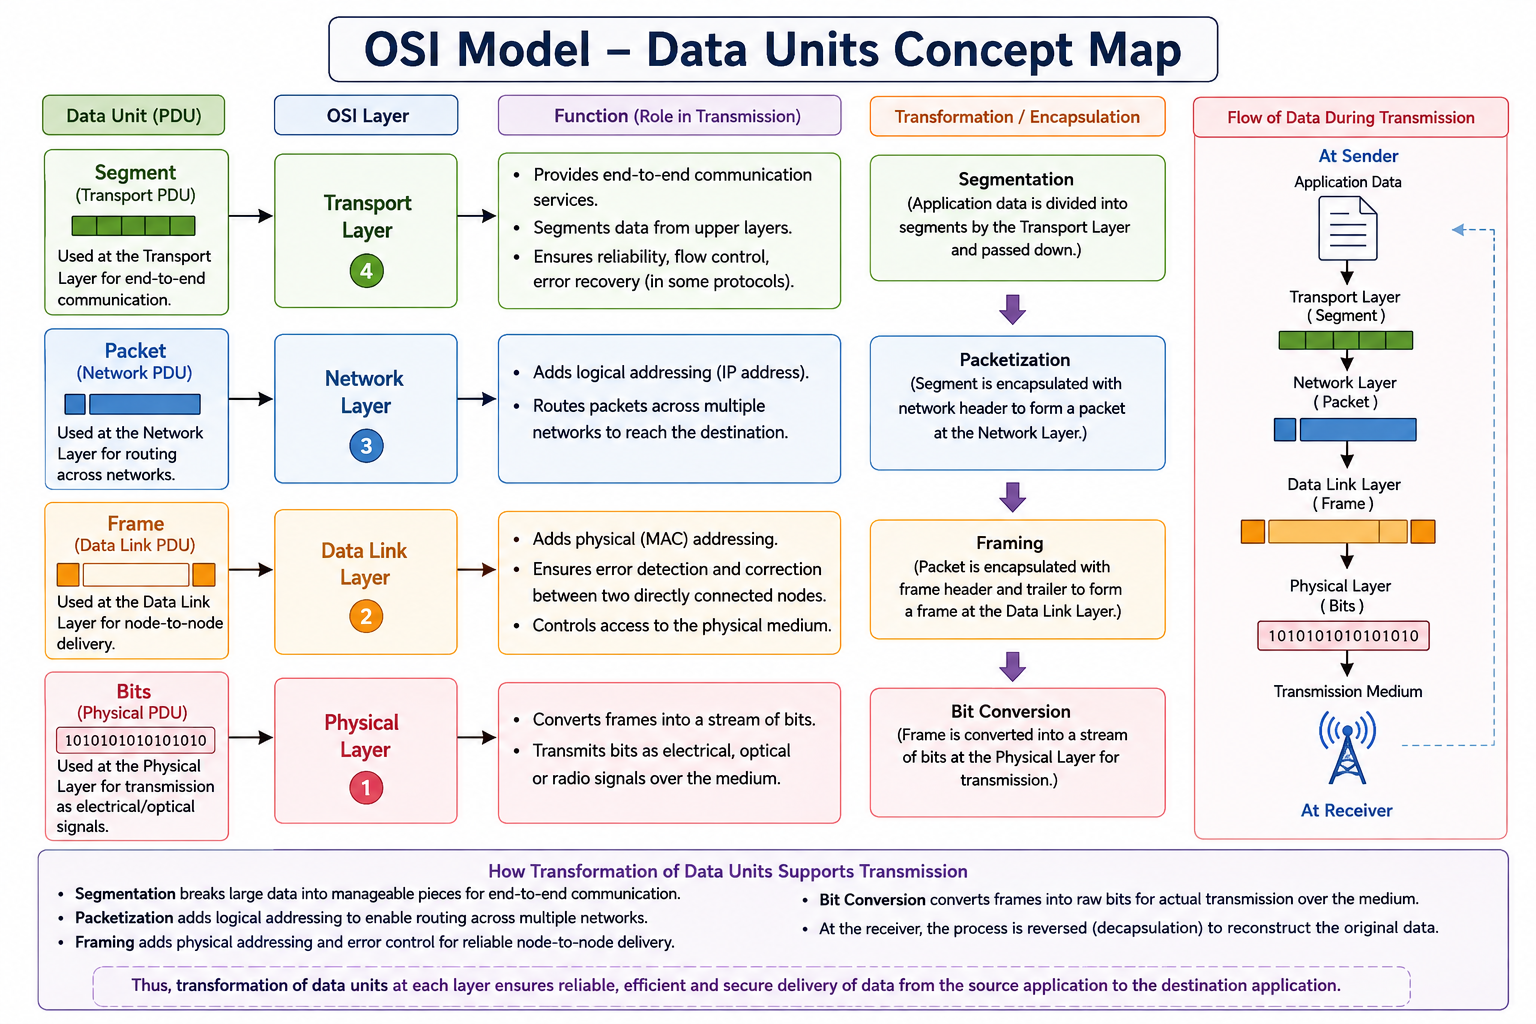 OSI Model – Data Units Concept Map
Data Unit (PDU)
OSI Layer
Function (Role in Transmission)
Transformation / Encapsulation
Flow of Data During Transmission
Segment
(Transport PDU)
Used at the Transport
Layer for end-to-end
communication.
Transport
Layer
4
• Provides end-to-end communication
services.
• Segments data from upper layers.
• Ensures reliability, flow control,
error recovery (in some protocols).
Segmentation
(Application data is divided into
segments by the Transport Layer
and passed down.)
Packet
(Network PDU)
Used at the Network
Layer for routing
across networks.
Network
Layer
3
• Adds logical addressing (IP address).
• Routes packets across multiple
networks to reach the destination.
Packetization
(Segment is encapsulated with
network header to form a packet
at the Network Layer.)
Frame
(Data Link PDU)
Used at the Data Link
Layer for node-to-node
delivery.
Data Link
Layer
2
• Adds physical (MAC) addressing.
• Ensures error detection and correction
between two directly connected nodes.
• Controls access to the physical medium.
Framing
(Packet is encapsulated with
frame header and trailer to form
a frame at the Data Link Layer.)
Bits
(Physical PDU)
1010101010101010
Used at the Physical
Layer for transmission
as electrical/optical
signals.
Physical
Layer
1
• Converts frames into a stream of bits.
• Transmits bits as electrical, optical
or radio signals over the medium.
Bit Conversion
(Frame is converted into a stream
of bits at the Physical Layer for
transmission.)
At Sender
Application Data
Transport Layer
( Segment )
Network Layer
( Packet )
Data Link Layer
( Frame )
Physical Layer
( Bits )
1010101010101010
Transmission Medium
At Receiver
How Transformation of Data Units Supports Transmission
• Segmentation breaks large data into manageable pieces for end-to-end communication.
• Packetization adds logical addressing to enable routing across multiple networks.
• Framing adds physical addressing and error control for reliable node-to-node delivery.
• Bit Conversion converts frames into raw bits for actual transmission over the medium.
• At the receiver, the process is reversed (decapsulation) to reconstruct the original data.
Thus, transformation of data units at each layer ensures reliable, efficient and secure delivery of data from the source application to the destination application.